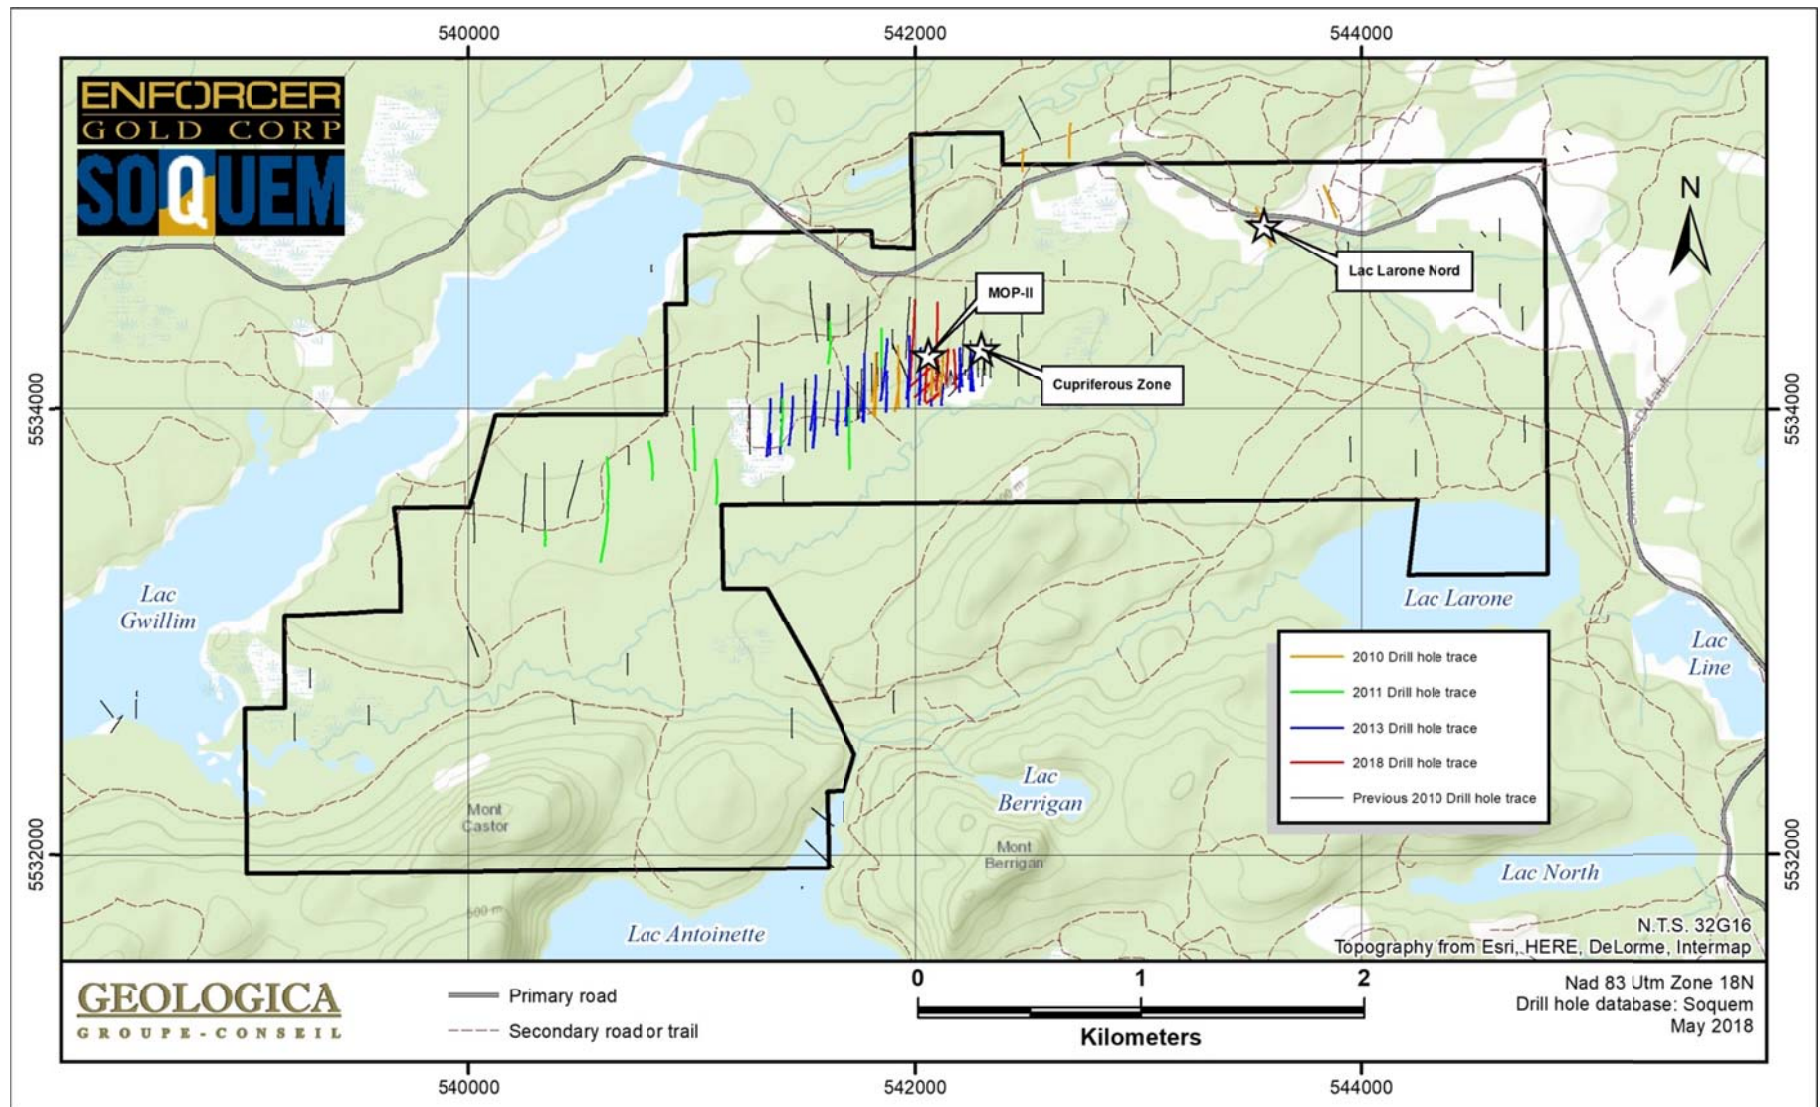 540000
542000
544000
ENFORCER
GOLD CORP
SOQUEM
N
Lac Larone Nord
MOP-II
Cupriferous Zone
5534000
5534000
Lac
Gwillim
Lac Larone
Lac
Line
2010 Drill hole trace
2011 Drill hole trace
2013 Drill hole trace
2018 Drill hole trace
Previous 2010 Drill hole trace
Lac
Berrigan
Mont
Castor
Mont
Berrigan
5532000
5532000
Lac North
500 m
Lac Antoinette
N.T.S. 32G16
Topography from Esri, HERE, DeLorme, Intermap
GEOLOGICA
GROUPE-CONSEIL
Primary road
Secondary road or trail
0
1
2
Kilometers
Nad 83 Utm Zone 18N
Drill hole database: Soquem
May 2018
540000
542000
544000